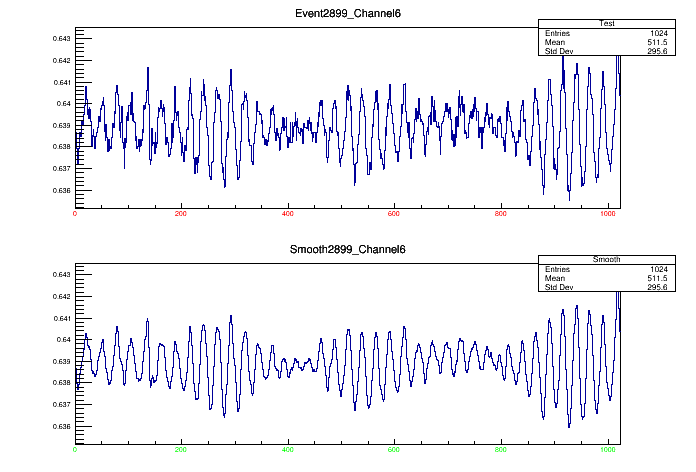 Event2899_Channel6
Test
Entries 1024
Mean 511.5
Std Dev 295.6
0.643
0.642
0.641
0.64
0.639
0.638
0.637
0.636
0 200 400 600 800 1000
Smooth2899_Channel6
Smooth
Entries 1024
Mean 511.5
Std Dev 295.6
0.643
0.642
0.641
0.64
0.639
0.638
0.637
0.636
0 200 400 600 800 1000